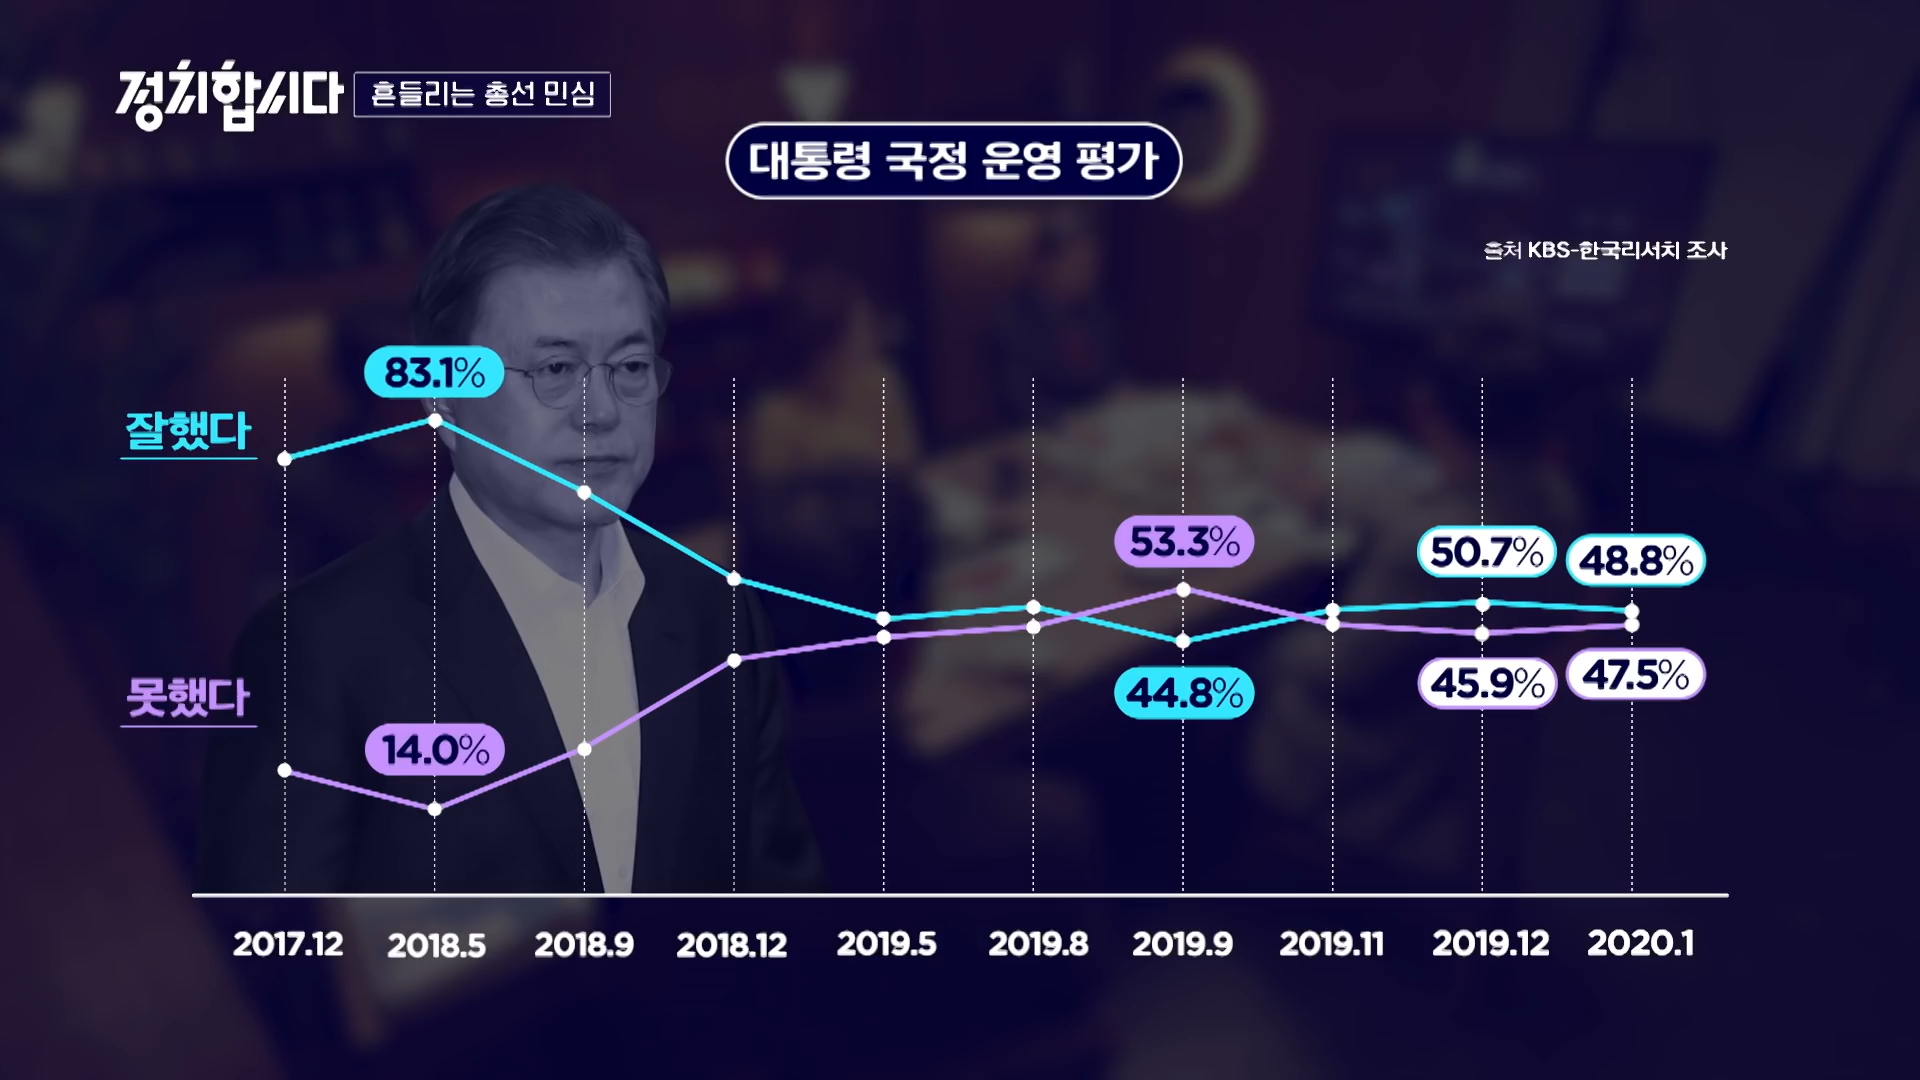 정치합시다 흔들리는 총선 민심
대통령 국정 운영 평가
출처 KBS-한국리서치 조사
83.1%
잘했다
53.3%
50.7%
48.8%
못했다
14.0%
44.8%
45.9%
47.5%
2017.12 2018.5 2018.9 2018.12 2019.5 2019.8 2019.9 2019.11 2019.12 2020.1